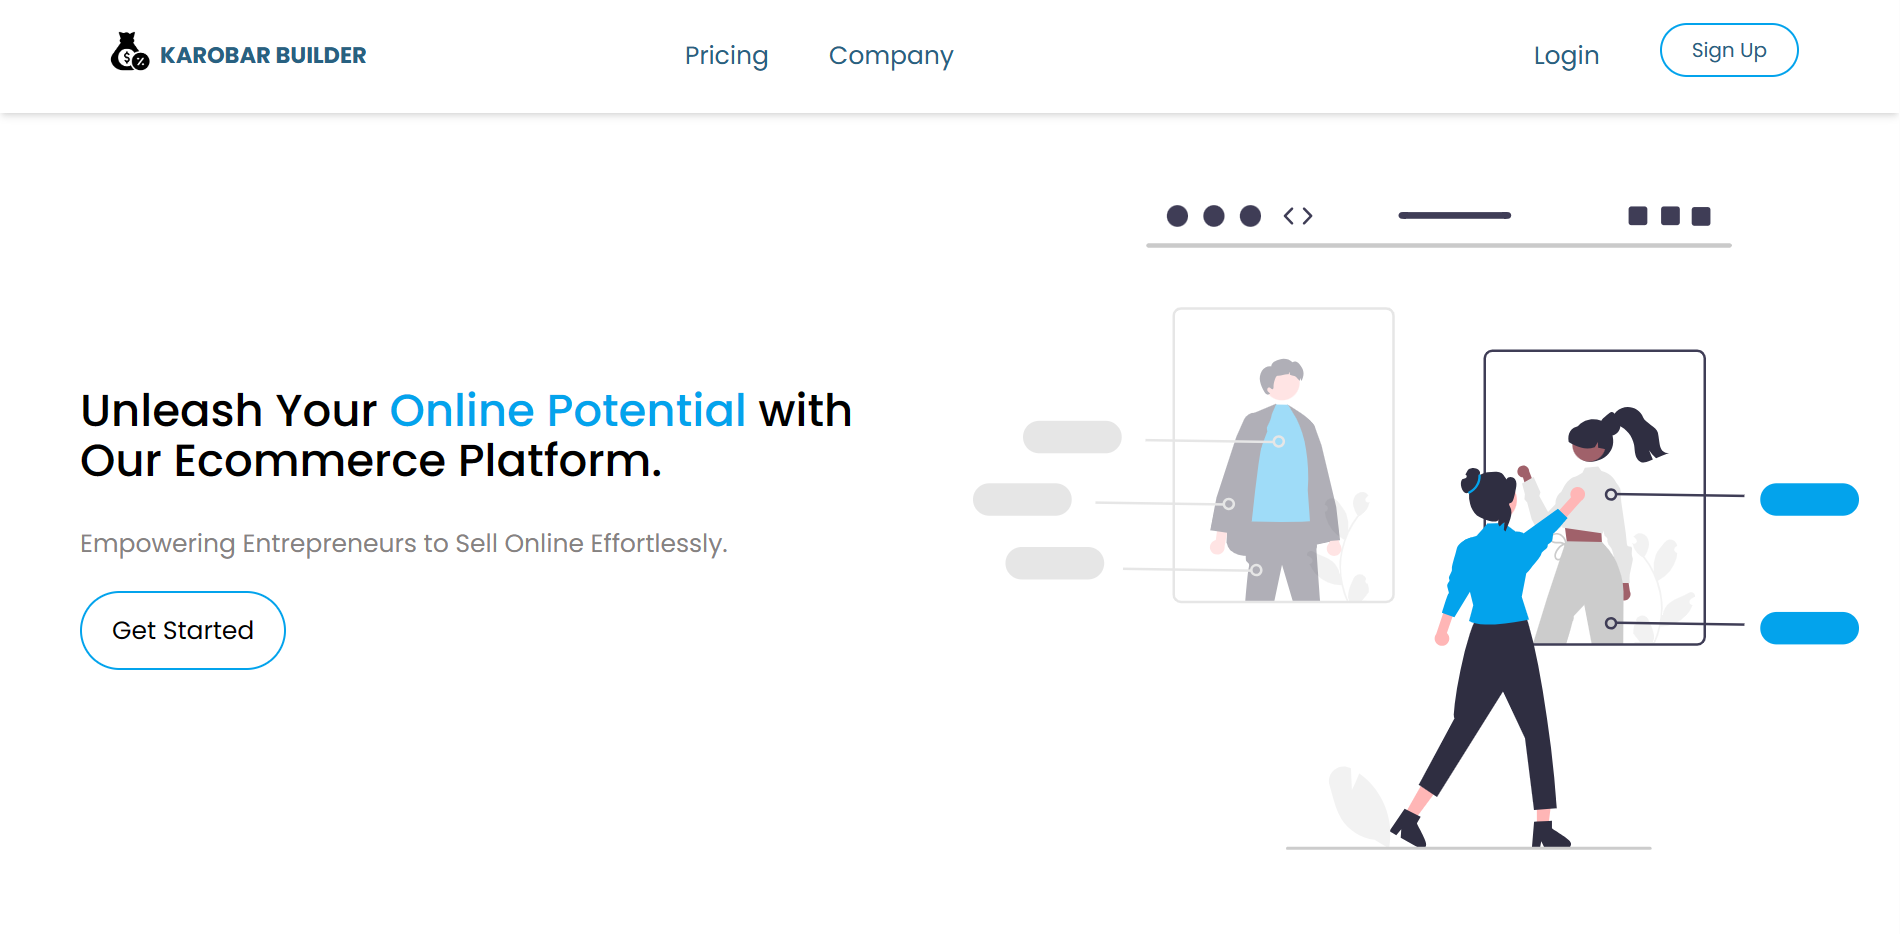 KAROBAR BUILDER
Pricing
Company
Login
Sign Up
Unleash Your Online Potential with
Our Ecommerce Platform.
Empowering Entrepreneurs to Sell Online Effortlessly.
Get Started